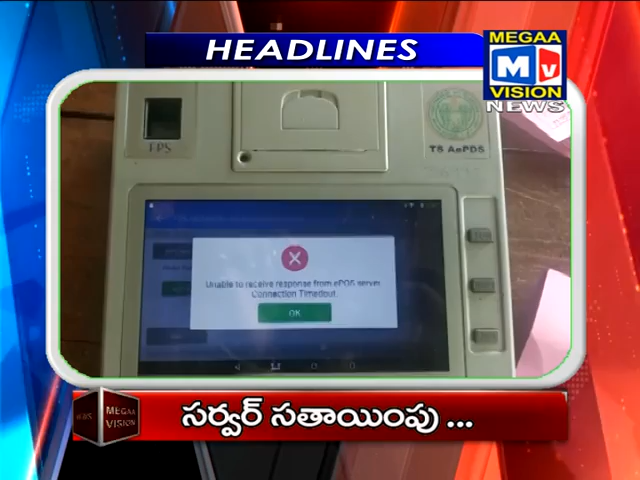 HEADLINES
MEGAA
MV
VISION
NEWS
FPS
TS AePDS
Unable to receive response from ePOS server
Connection Timedout.
OK
MEGAA
VISION
సర్వర్ సతాయింపు ...